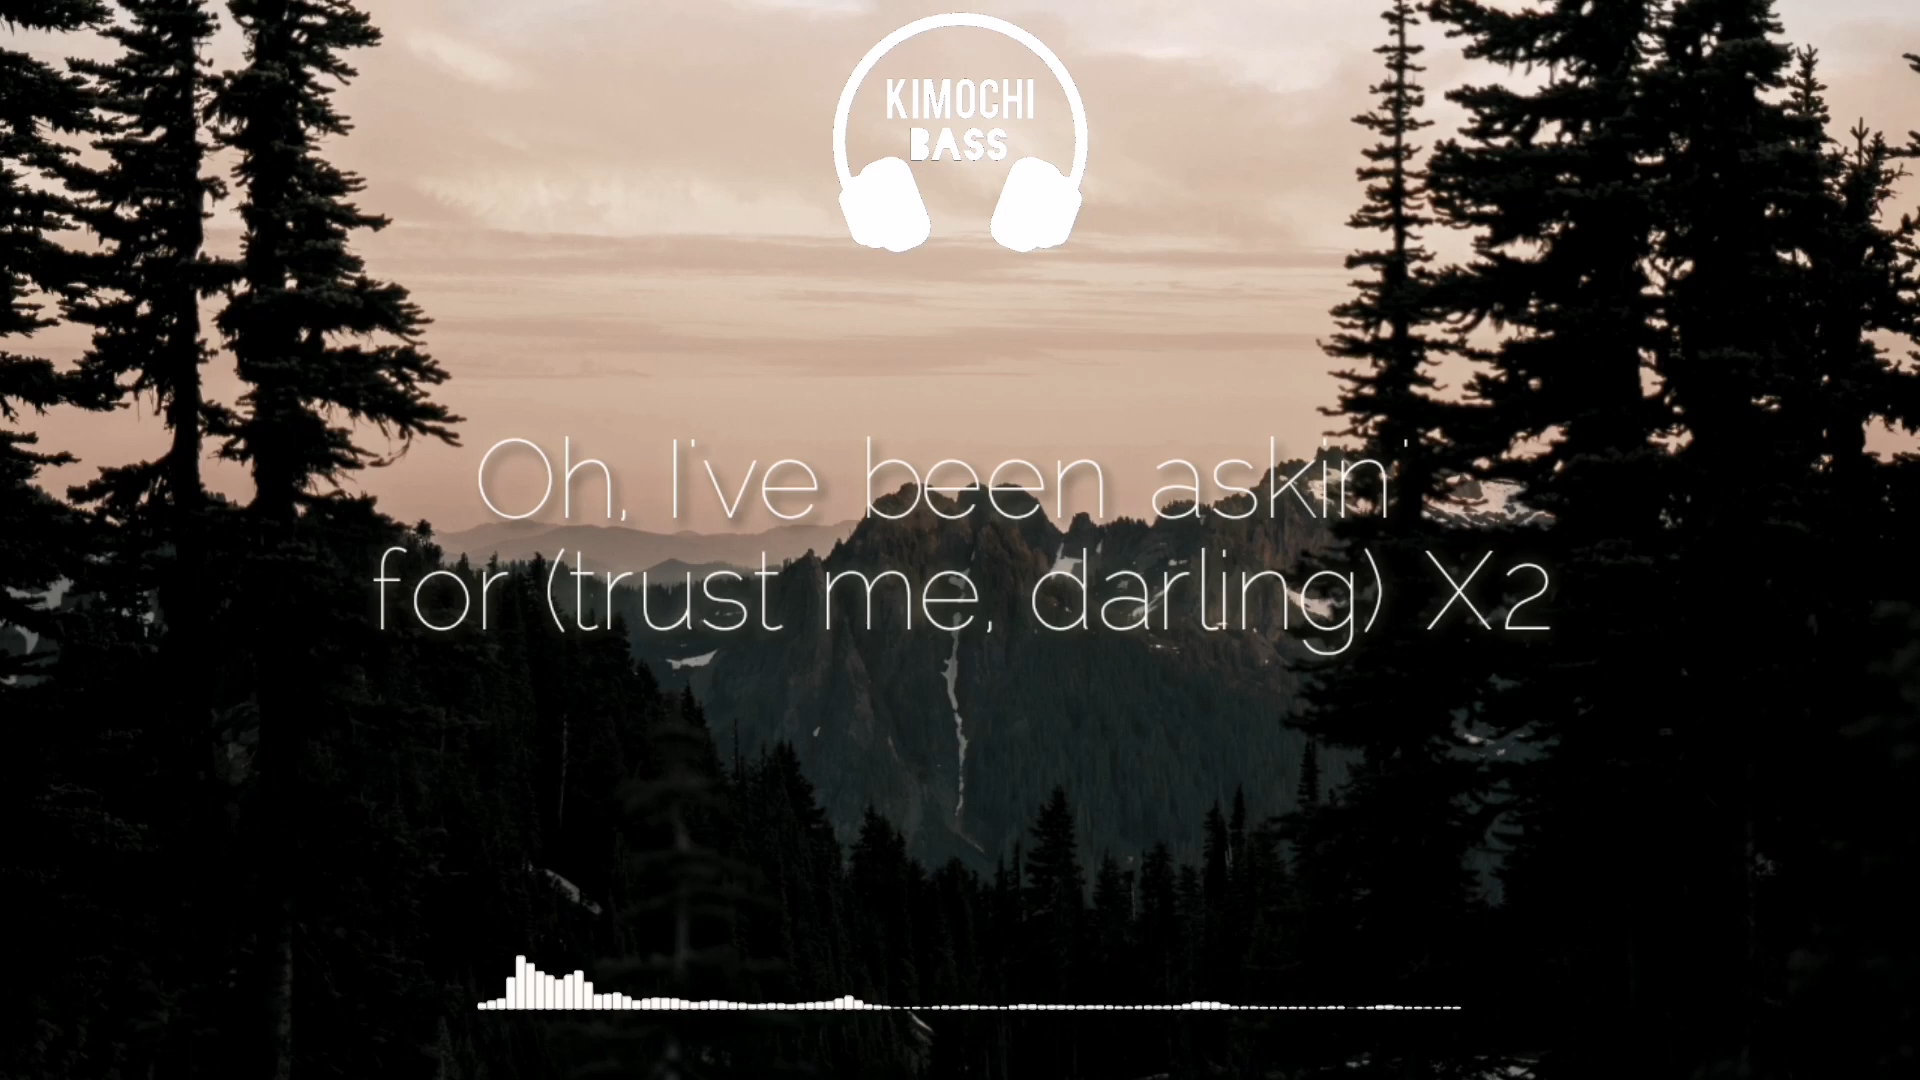 KIMOCHI
BASS
Oh, I've been askin'
for (trust me, darling) X2